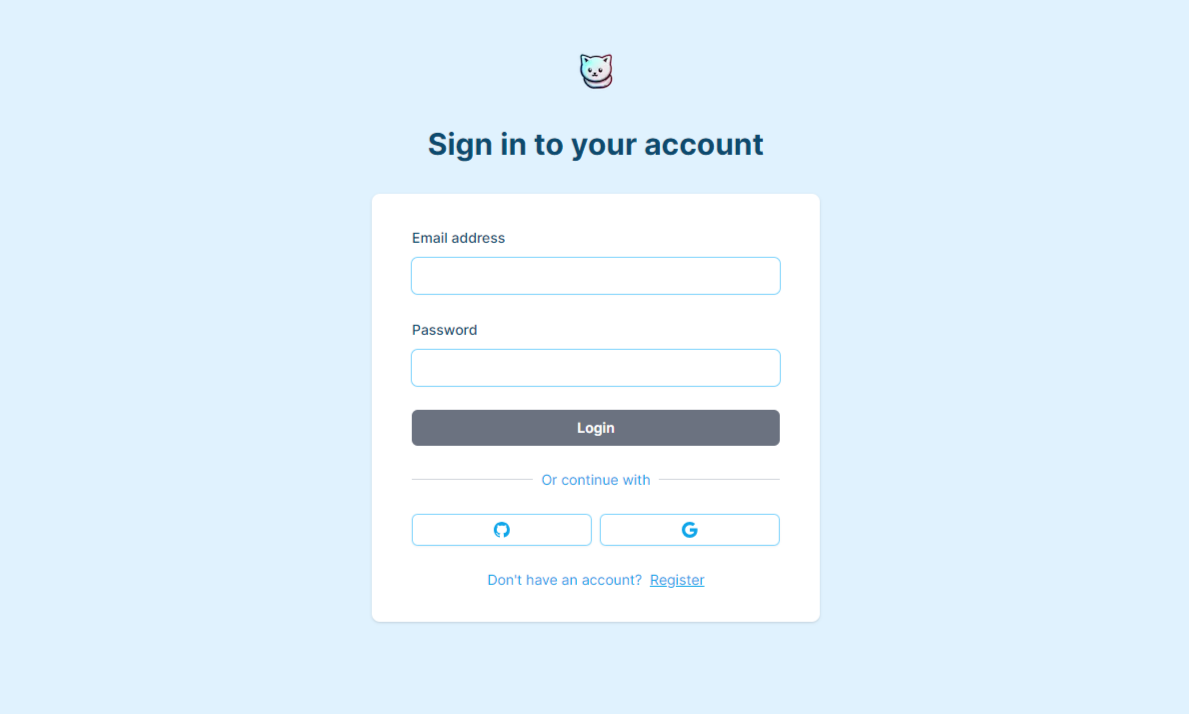 Sign in to your account
Email address
Password
Login
Or continue with
Don't have an account? Register